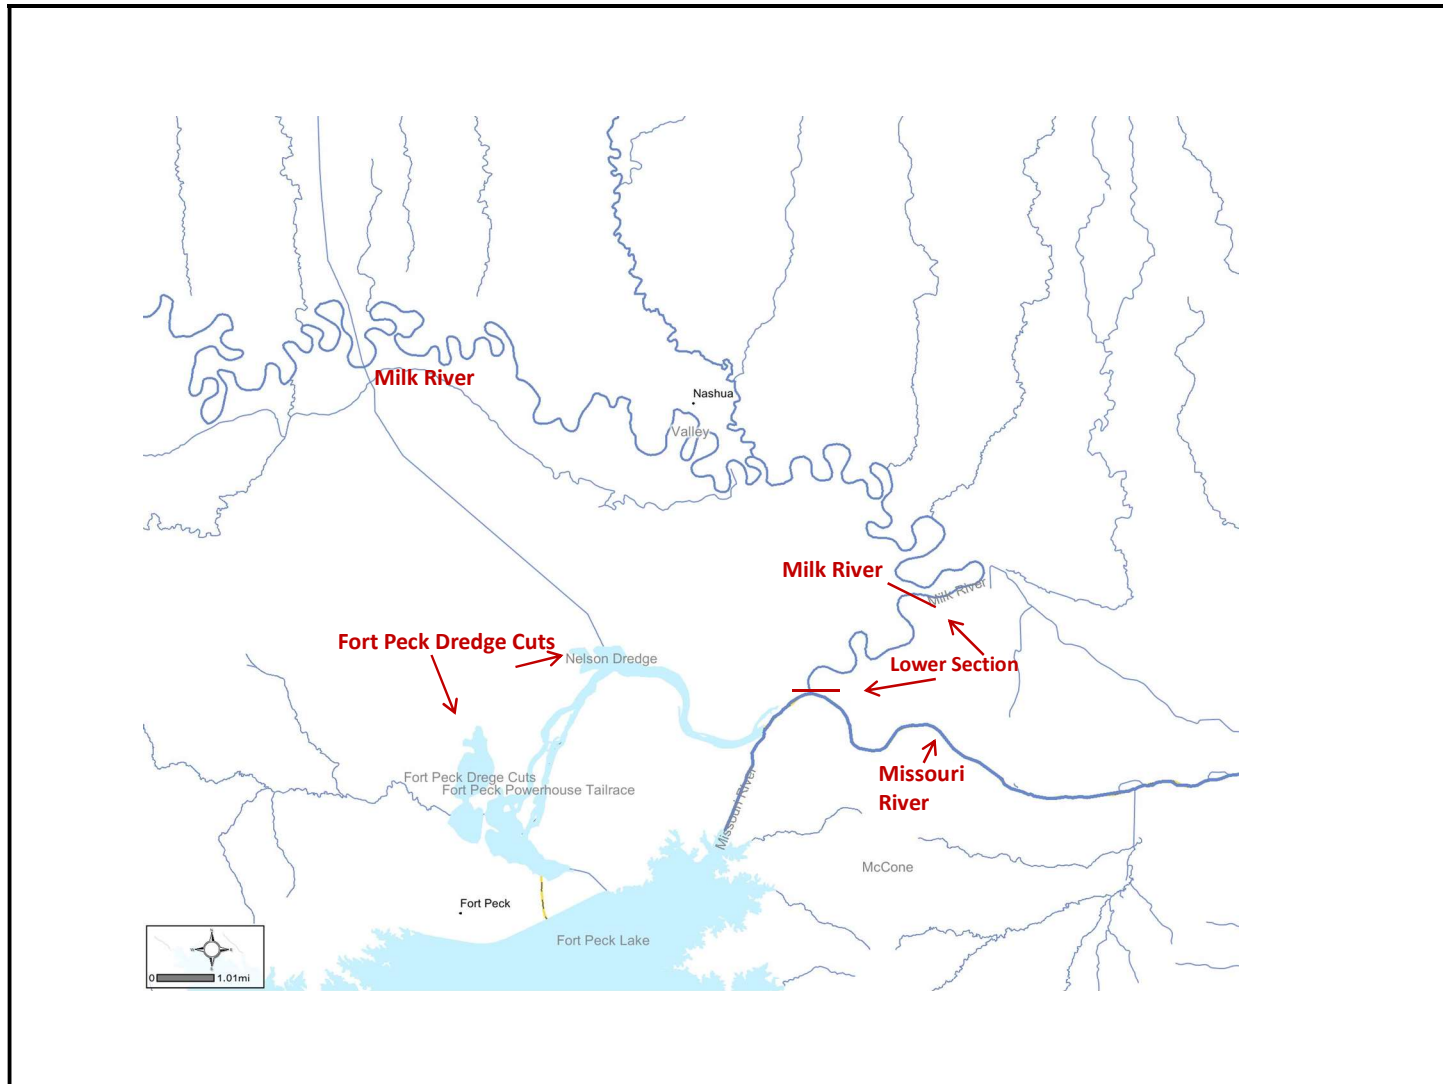 Milk River
Nashua
Valley
Milk River
Milk River
Fort Peck Dredge Cuts
Nelson Dredge
Lower Section
Missouri
River
Fort Peck Drege Cuts
Fort Peck Powerhouse Tailrace
Missouri River
McCone
Fort Peck
Fort Peck Lake
0 1.01mi